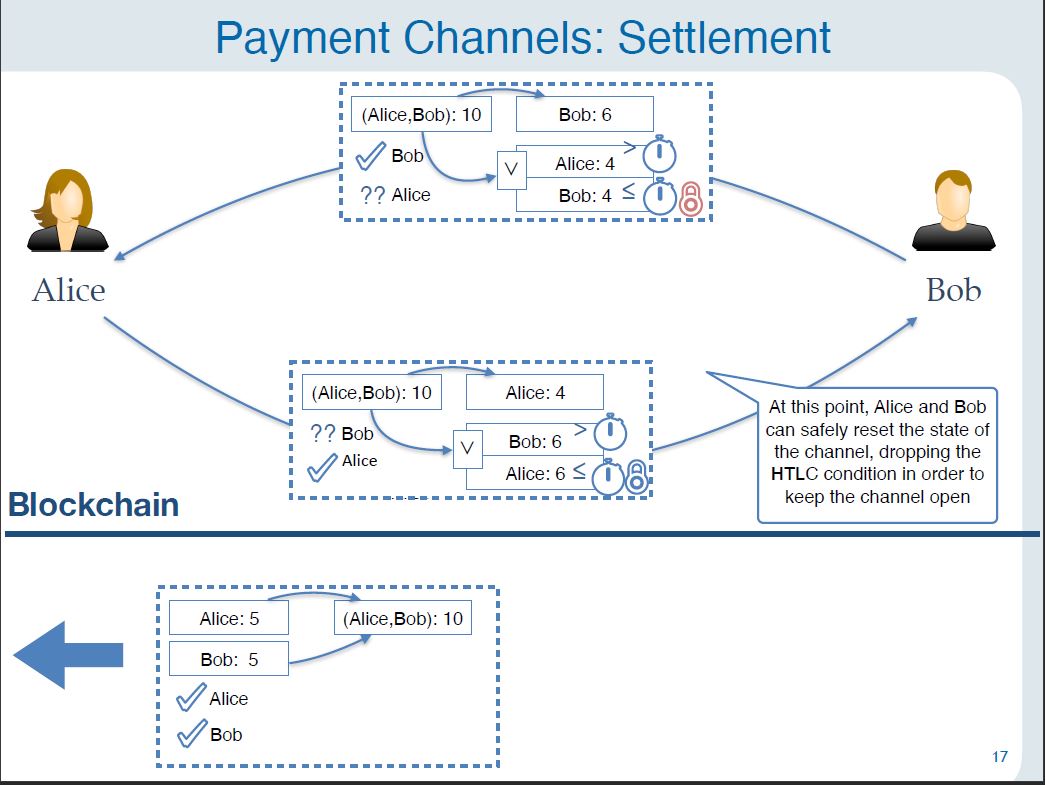 Payment Channels: Settlement
(Alice,Bob): 10
Bob: 6
Bob
?? Alice
V
Alice: 4 >
Bob: 4 ≤
Alice
Bob
(Alice,Bob): 10
Alice: 4
?? Bob
Alice
V
Bob: 6 >
Alice: 6 ≤
At this point, Alice and Bob
can safely reset the state of
the channel, dropping the
HTLC condition in order to
keep the channel open
Blockchain
Alice: 5
(Alice,Bob): 10
Bob: 5
Alice
Bob
17